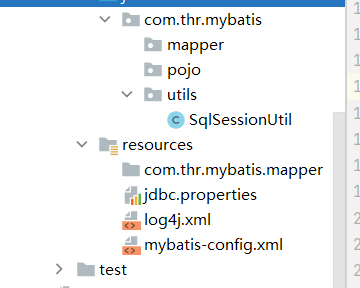 com.thr.mybatis
mapper
pojo
utils
SqlSessionUtil
resources
com.thr.mybatis.mapper
jdbc.properties
log4j.xml
mybatis-config.xml
test